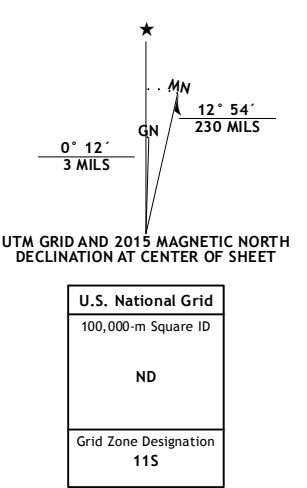 ★
MN
12° 54´
230 MILS
GN
0° 12´
3 MILS
UTM GRID AND 2015 MAGNETIC NORTH
DECLINATION AT CENTER OF SHEET
U.S. National Grid
100,000-m Square ID
ND
Grid Zone Designation
11S